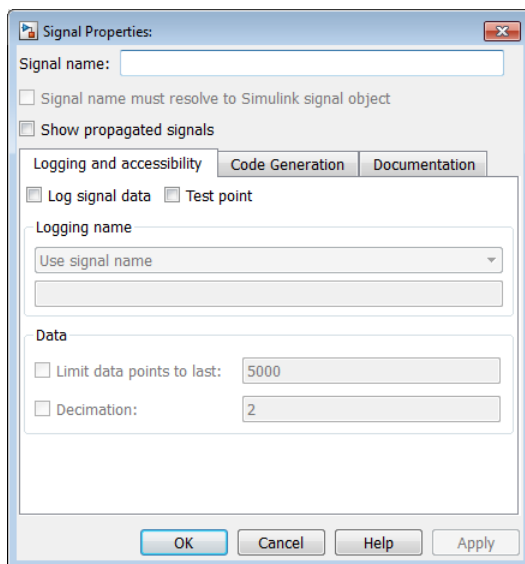 Signal Properties:
Signal name:
Signal name must resolve to Simulink signal object
Show propagated signals
Logging and accessibility Code Generation Documentation
Log signal data Test point
Logging name
Use signal name
Data
Limit data points to last: 5000
Decimation: 2
OK Cancel Help Apply